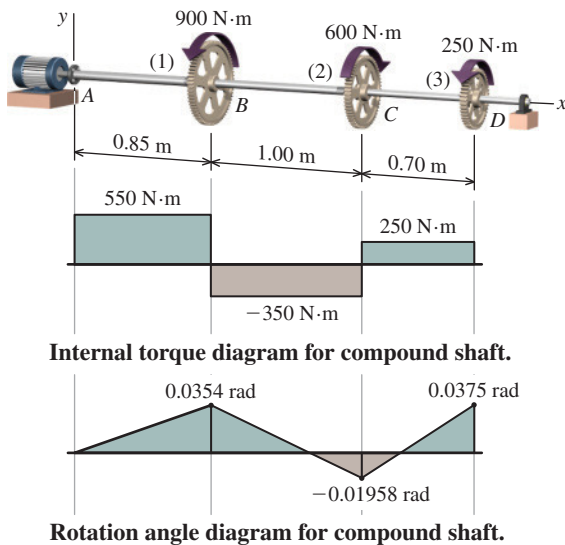 y
900 N·m
600 N·m
250 N·m
(1)
(2)
(3)
A
B
C
D
x
0.85 m
1.00 m
0.70 m
550 N·m
250 N·m
−350 N·m
Internal torque diagram for compound shaft.
0.0354 rad
0.0375 rad
−0.01958 rad
Rotation angle diagram for compound shaft.